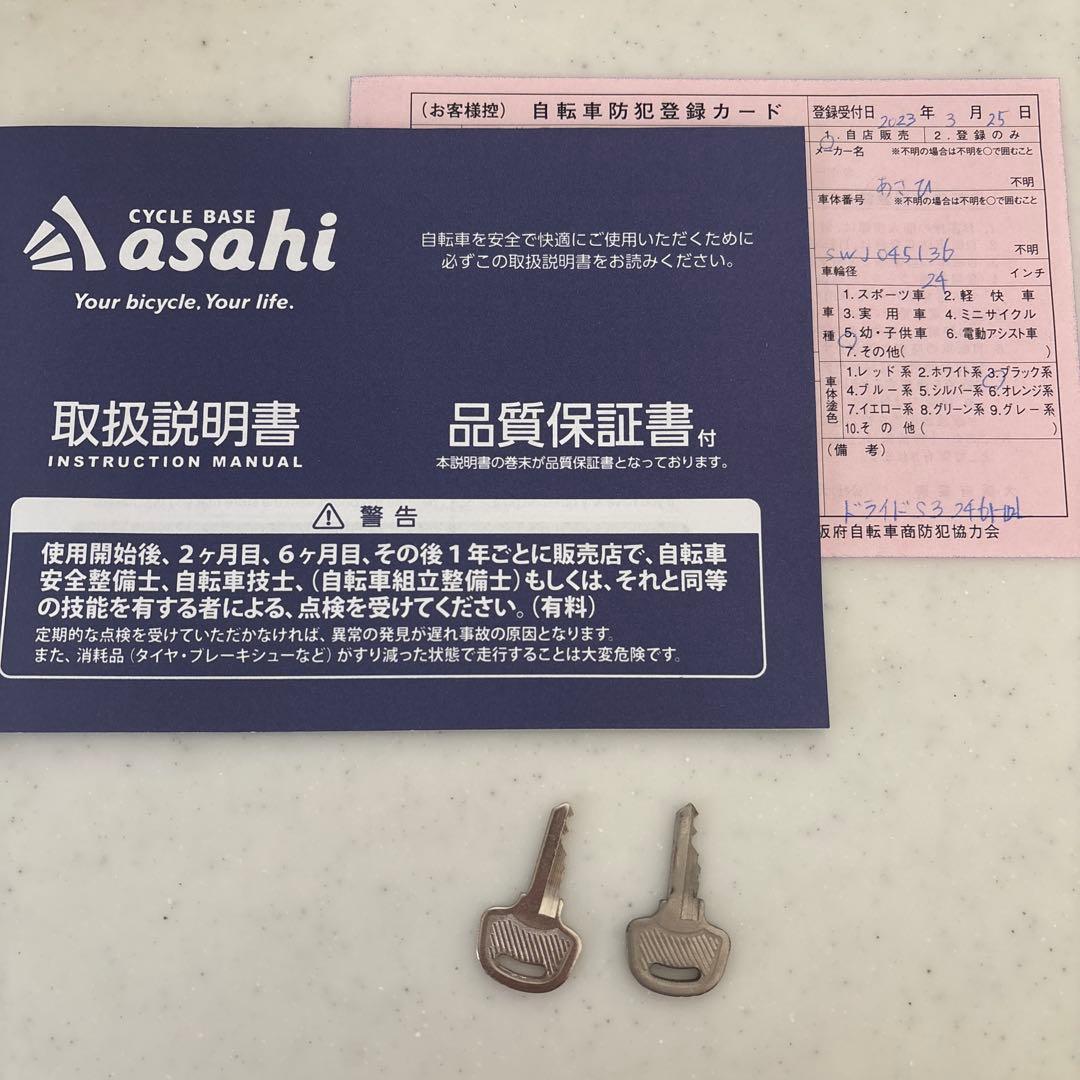 CYCLE BASE
asahi
Your bicycle, Your life.
自転車を安全で快適にご使用いただくために
必ずこの取扱説明書をお読みください。
取扱説明書
INSTRUCTION MANUAL
品質保証書付
本説明書の巻末が品質保証書となっております。
警告
使用開始後、2ヶ月目、6ヶ月目、その後1年ごとに販売店で、自転車
安全整備士、自転車技士、（自転車組立整備士）もしくは、それと同等
の技能を有する者による、点検を受けてください。（有料）
定期的な点検を受けていただかなければ、異常の発見が遅れ事故の原因となります。
また、消耗品（タイヤ・ブレーキシューなど）がすり減った状態で走行することは大変危険です。
（お客様控） 自転車防犯登録カード
登録受付日 2023年3月25日
1.自店販売 2.登録のみ
メーカー名 ※不明の場合は不明を○で囲むこと
あさひ 不明
車体番号 ※不明の場合は不明を○で囲むこと
SWJ045136 不明
車輪径 24 インチ
車種
1.スポーツ車 2.軽快車
3.実用車 4.ミニサイクル
5.幼・子供車 6.電動アシスト車
7.その他( )
車体塗色
1.レッド系 2.ホワイト系 3.ブラック系
4.ブルー系 5.シルバー系 6.オレンジ系
7.イエロー系 8.グリーン系 9.グレー系
10.その他( )
(備考)
ドライドS3 246
阪府自転車商防犯協力会